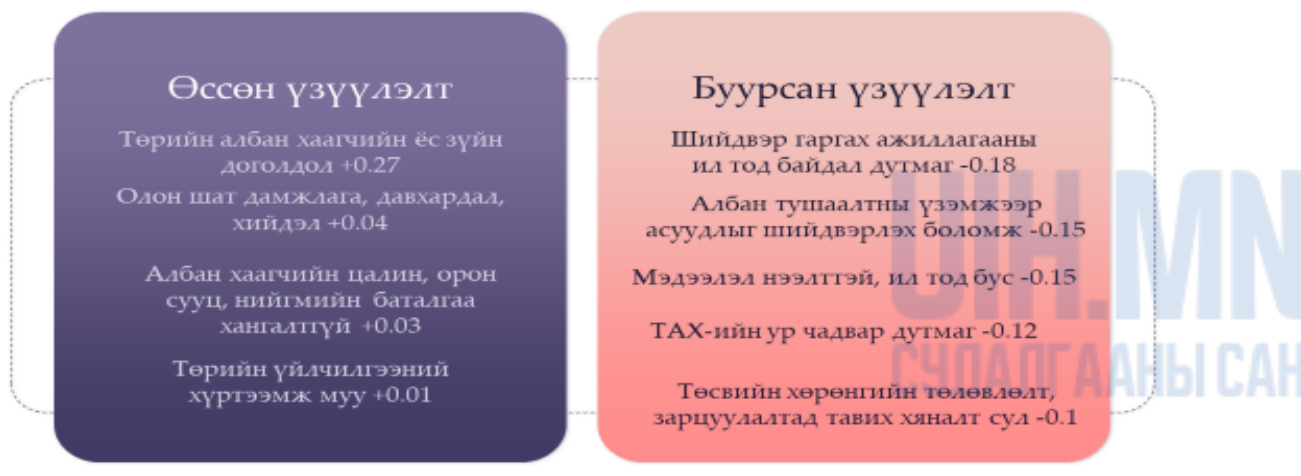 Өссөн үзүүлэлт
Төрийн албан хаагчийн ёс зүйн
доголдол +0.27
Олон шат дамжлага, давхардал,
хийдэл +0.04
Албан хаагчийн цалин, орон
сууц, нийгмийн баталгаа
хангалтгүй +0.03
Төрийн үйлчилгээний
хүртээмж муу +0.01
Буурсан үзүүлэлт
Шийдвэр гаргах ажиллагааны
ил тод байдал дутмаг -0.18
Албан тушаалтны үзэмжээр
асуудлыг шийдвэрлэх боломж -0.15
Мэдээлэл нээлттэй, ил тод бус -0.15
ТАХ-ийн ур чадвар дутмаг -0.12
Төсвийн хөрөнгийн төлөвлөлт,
зарцуулалтад тавих хяналт сул -0.1
UIH.MN
СУДАЛГААНЫ САН